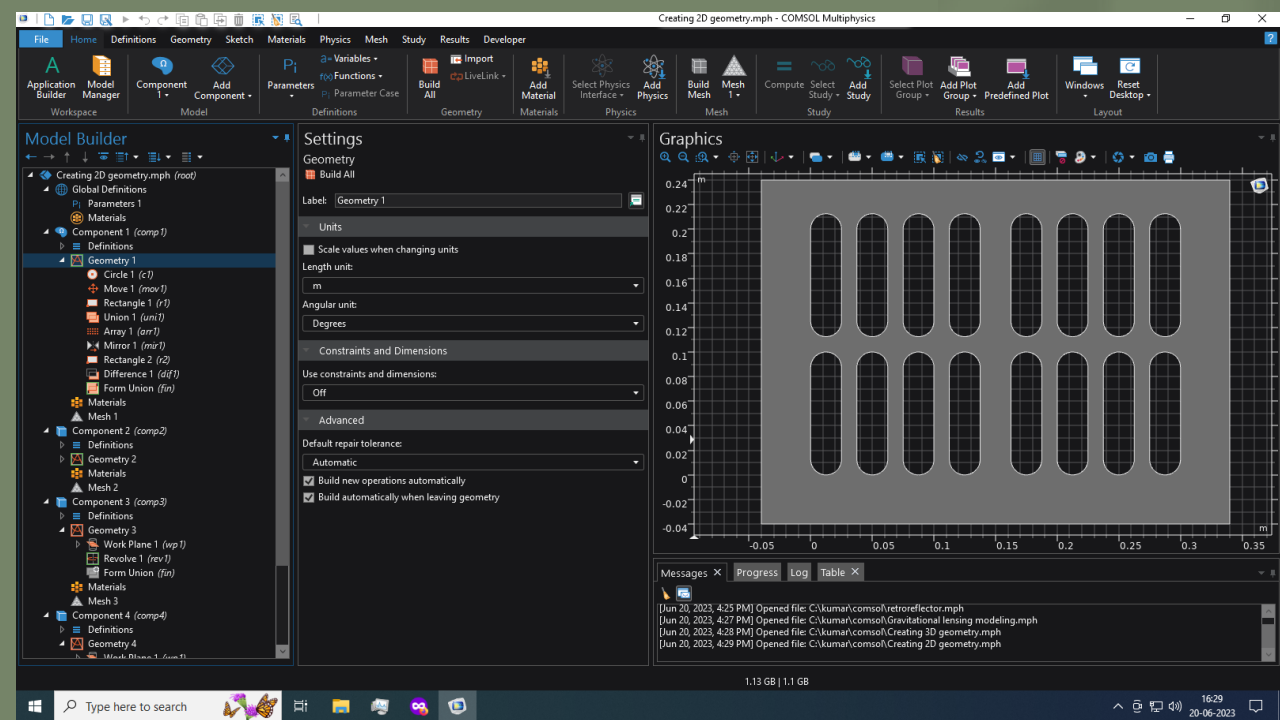 Creating 2D geometry.mph - COMSOL Multiphysics
File Home Definitions Geometry Sketch Materials Physics Mesh Study Results Developer
Application Builder
Model Manager
Workspace
Component 1
Add Component
Model
Pi Parameters
a= Variables
f(x) Functions
Pi Parameter Case
Definitions
Build All
Import
LiveLink
Geometry
Add Material
Materials
Select Physics Interface
Add Physics
Physics
Build Mesh
Mesh 1
Mesh
Compute
Select Study
Add Study
Study
Select Plot Group
Add Plot Group
Add Predefined Plot
Results
Windows
Reset Desktop
Layout
Model Builder
Creating 2D geometry.mph (root)
Global Definitions
Pi Parameters 1
Materials
Component 1 (comp1)
Definitions
Geometry 1
Circle 1 (c1)
Move 1 (mov1)
Rectangle 1 (r1)
Union 1 (uni1)
Array 1 (arr1)
Mirror 1 (mir1)
Rectangle 2 (r2)
Difference 1 (dif1)
Form Union (fin)
Materials
Mesh 1
Component 2 (comp2)
Definitions
Geometry 2
Materials
Mesh 2
Component 3 (comp3)
Definitions
Geometry 3
Work Plane 1 (wp1)
Revolve 1 (rev1)
Form Union (fin)
Materials
Mesh 3
Component 4 (comp4)
Definitions
Geometry 4
Work Plane 1 (wp1)
Settings
Geometry
Build All
Label: Geometry 1
Units
Scale values when changing units
Length unit:
m
Angular unit:
Degrees
Constraints and Dimensions
Use constraints and dimensions:
Off
Advanced
Default repair tolerance:
Automatic
Build new operations automatically
Build automatically when leaving geometry
Graphics
m
0.24
0.22
0.2
0.18
0.16
0.14
0.12
0.1
0.08
0.06
0.04
0.02
0
-0.02
-0.04
m
-0.05 0 0.05 0.1 0.15 0.2 0.25 0.3 0.35
Messages Progress Log Table
[Jun 20, 2023, 4:25 PM] Opened file: C:\kumar\comsol\retroreflector.mph
[Jun 20, 2023, 4:27 PM] Opened file: C:\kumar\comsol\Gravitational lensing modeling.mph
[Jun 20, 2023, 4:28 PM] Opened file: C:\kumar\comsol\Creating 3D geometry.mph
[Jun 20, 2023, 4:29 PM] Opened file: C:\kumar\comsol\Creating 2D geometry.mph
1.13 GB | 1.1 GB
Type here to search
16:29
20-06-2023